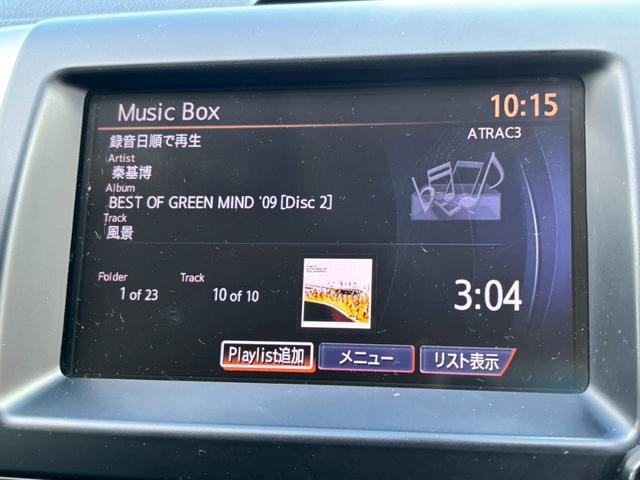 Music Box 10:15
録音日順で再生 ATRAC3
Artist
秦基博
Album
BEST OF GREEN MIND '09 [Disc 2]
Track
風景
Folder Track
1 of 23 10 of 10 3:04
Playlist追加 メニュー リスト表示